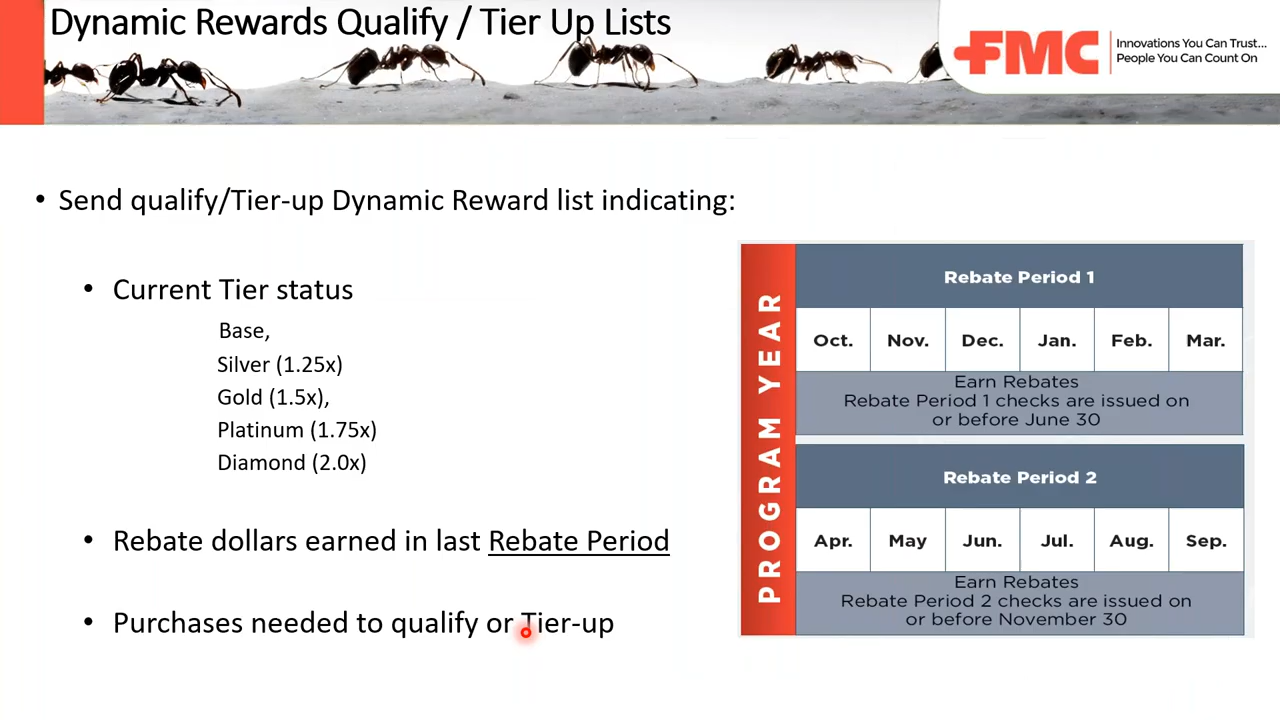 Dynamic Rewards Qualify / Tier Up Lists
FMC
Innovations You Can Trust...
People You Can Count On
• Send qualify/Tier-up Dynamic Reward list indicating:
• Current Tier status
Base,
Silver (1.25x)
Gold (1.5x),
Platinum (1.75x)
Diamond (2.0x)
• Rebate dollars earned in last Rebate Period
• Purchases needed to qualify or Tier-up
PROGRAM YEAR
Rebate Period 1
Oct. Nov. Dec. Jan. Feb. Mar.
Earn Rebates
Rebate Period 1 checks are issued on
or before June 30
Rebate Period 2
Apr. May Jun. Jul. Aug. Sep.
Earn Rebates
Rebate Period 2 checks are issued on
or before November 30